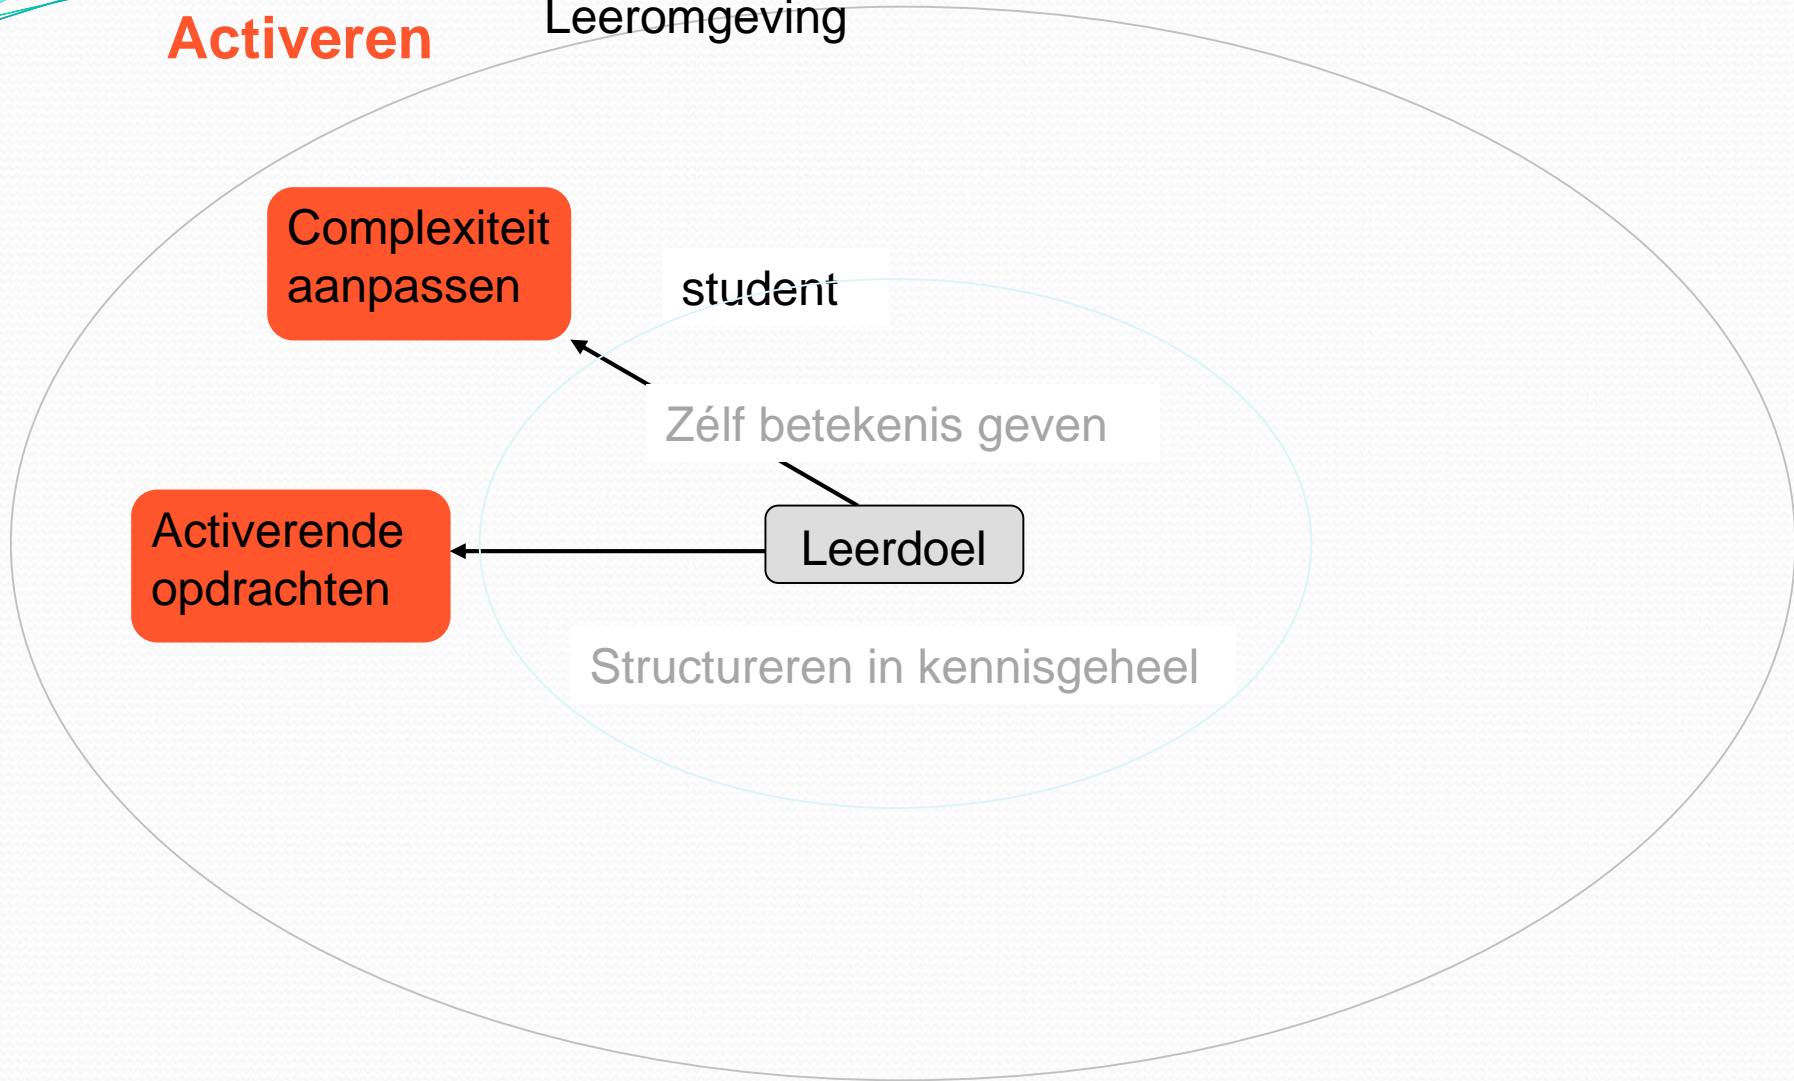 Leeromgeving
Activeren
Complexiteit
aanpassen
student
Zélf betekenis geven
Activerende
opdrachten
Leerdoel
Structureren in kennisgeheel